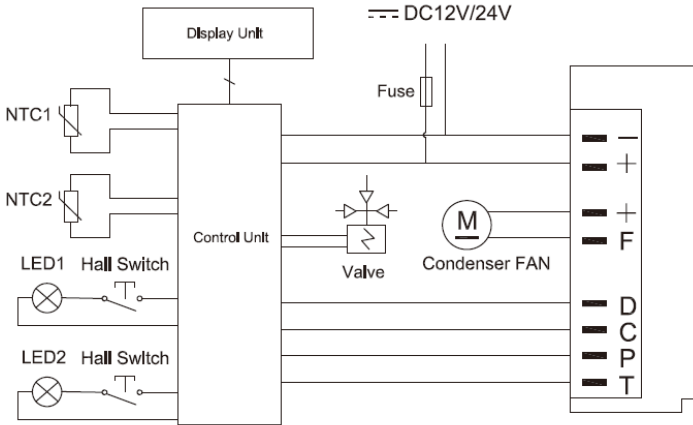 Display Unit
DC12V/24V
Fuse
NTC1
NTC2
Control Unit
Valve
M
Condenser FAN
LED1 Hall Switch
LED2 Hall Switch
−
+
+
F
D
C
P
T